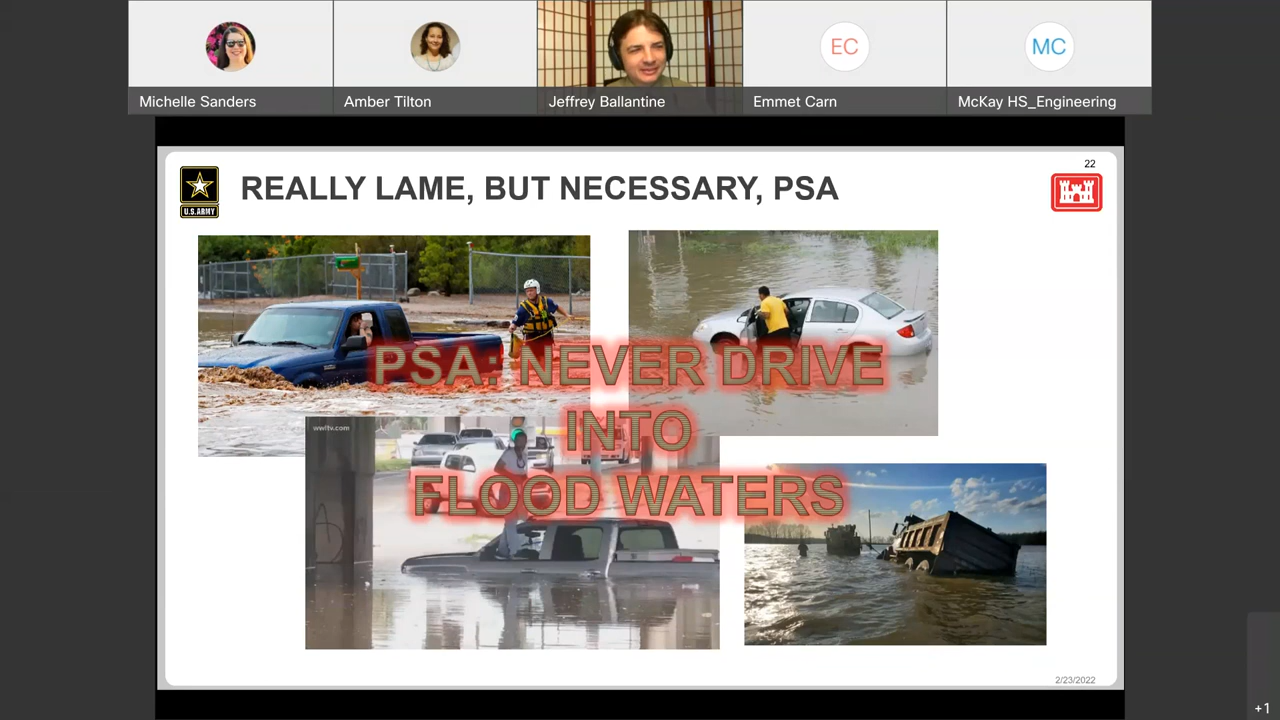 Michelle Sanders
Amber Tilton
Jeffrey Ballantine
EC
Emmet Carn
MC
McKay HS_Engineering
22
U.S.ARMY
REALLY LAME, BUT NECESSARY, PSA
wwltv.com
PSA: NEVER DRIVE
INTO
FLOOD WATERS
2/23/2022
+1